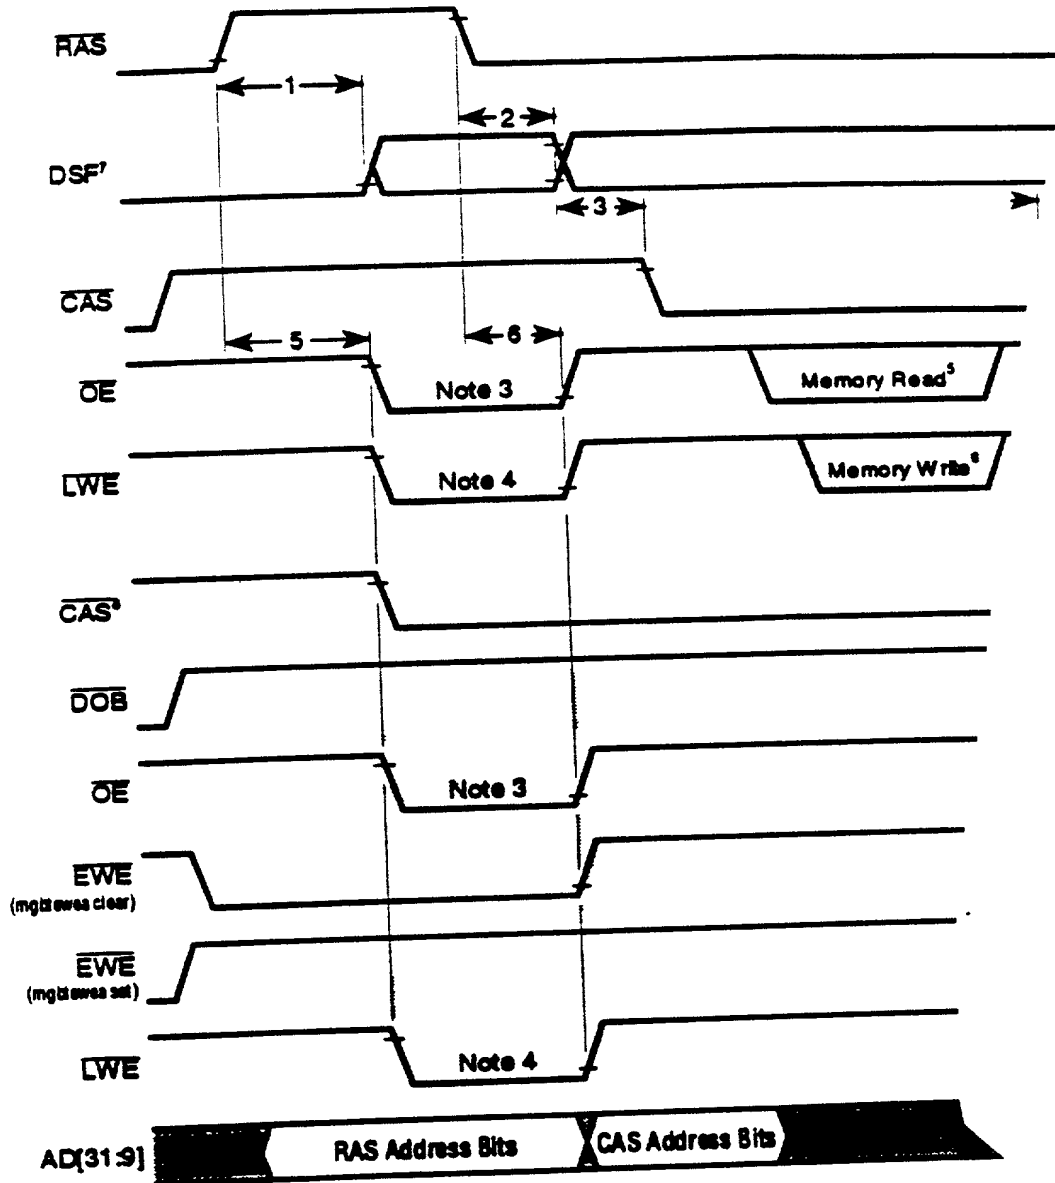 RAS
1
2
DSF⁷
3
CAS
5
6
OE
Note 3
Memory Read⁵
LWE
Note 4
Memory Write⁶
CAS⁸
DOB
OE
Note 3
EWE
(mgbtewea clear)
EWE
(mgbtewea set)
LWE
Note 4
AD[31:9]
RAS Address Bits
CAS Address Bits